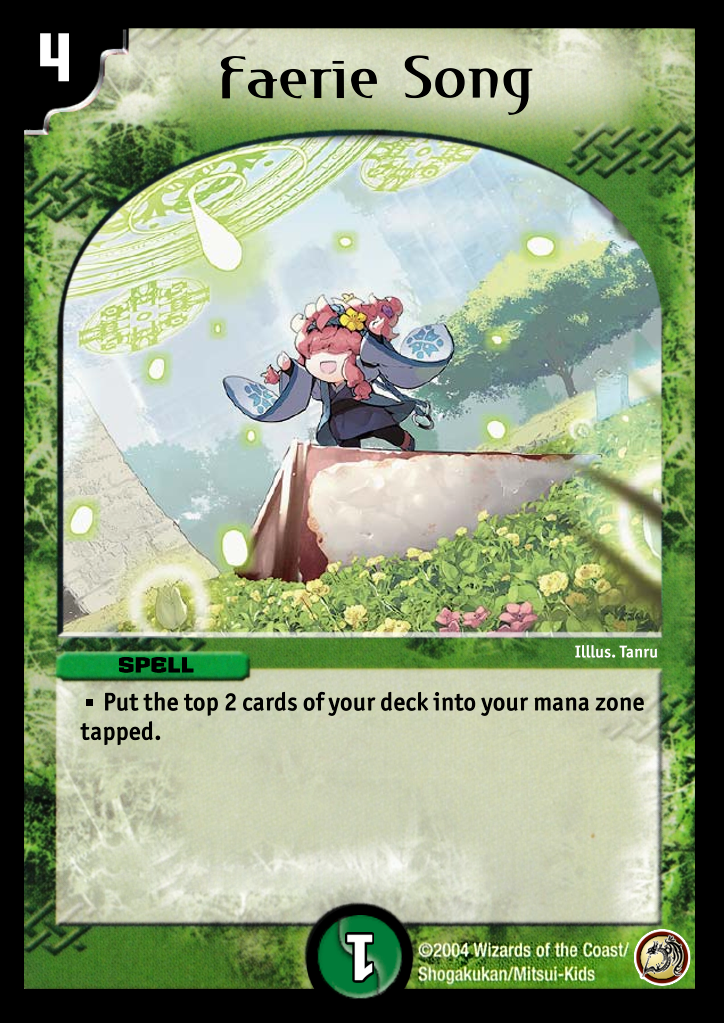 4
Faerie Song
Illlus. Tanru
SPELL
▪ Put the top 2 cards of your deck into your mana zone
tapped.
1
©2004 Wizards of the Coast/
Shogakukan/Mitsui-Kids